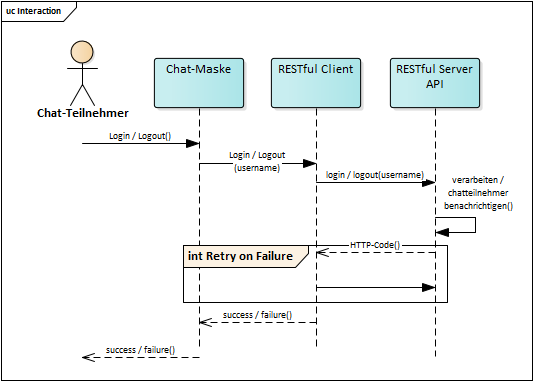 uc Interaction
Chat-Teilnehmer
Chat-Maske
RESTful Client
RESTful Server
API
Login / Logout()
Login / Logout
(username)
login / logout(username)
verarbeiten /
chatteilnehmer
benachrichtigen()
HTTP-Code()
int Retry on Failure
success / failure()
success / failure()